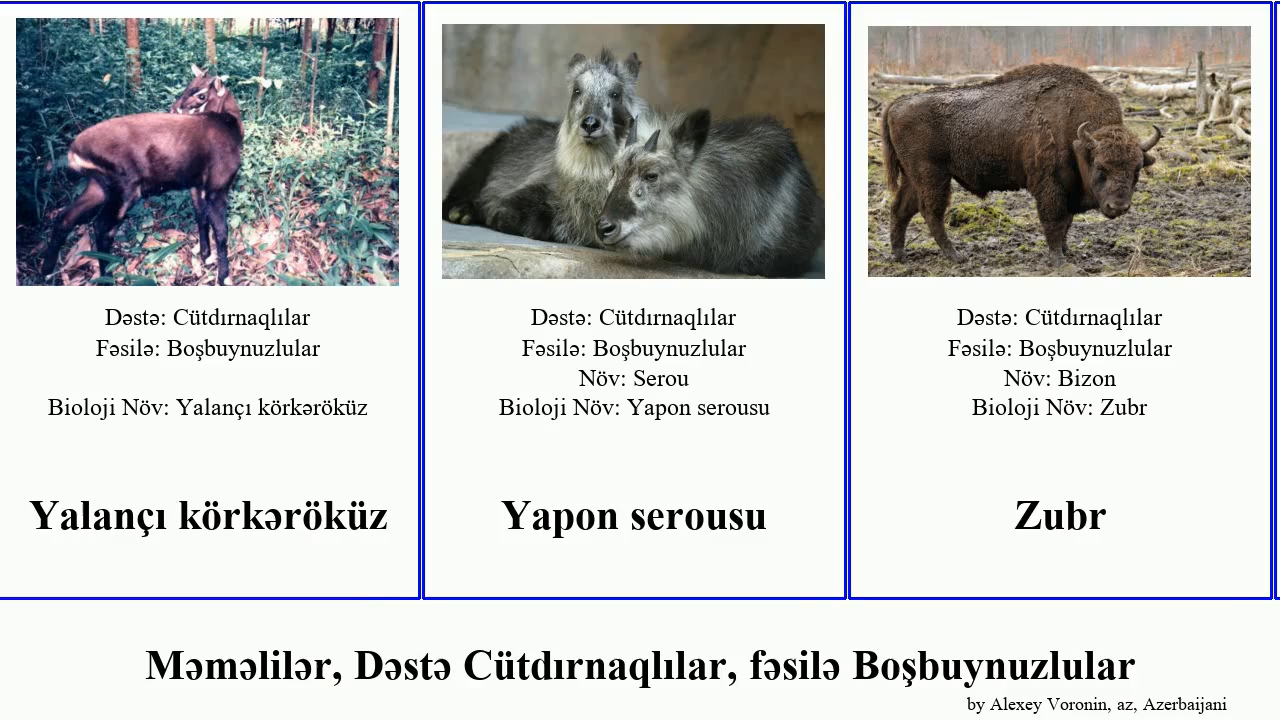 Dəstə: Cütdırnaqlılar
Fəsilə: Boşbuynuzlular
Bioloji Növ: Yalançı körkəröküz
Yalançı körkəröküz
Dəstə: Cütdırnaqlılar
Fəsilə: Boşbuynuzlular
Növ: Serou
Bioloji Növ: Yapon serousu
Yapon serousu
Dəstə: Cütdırnaqlılar
Fəsilə: Boşbuynuzlular
Növ: Bizon
Bioloji Növ: Zubr
Zubr
Məməlilər, Dəstə Cütdırnaqlılar, fəsilə Boşbuynuzlular
by Alexey Voronin, az, Azerbaijani